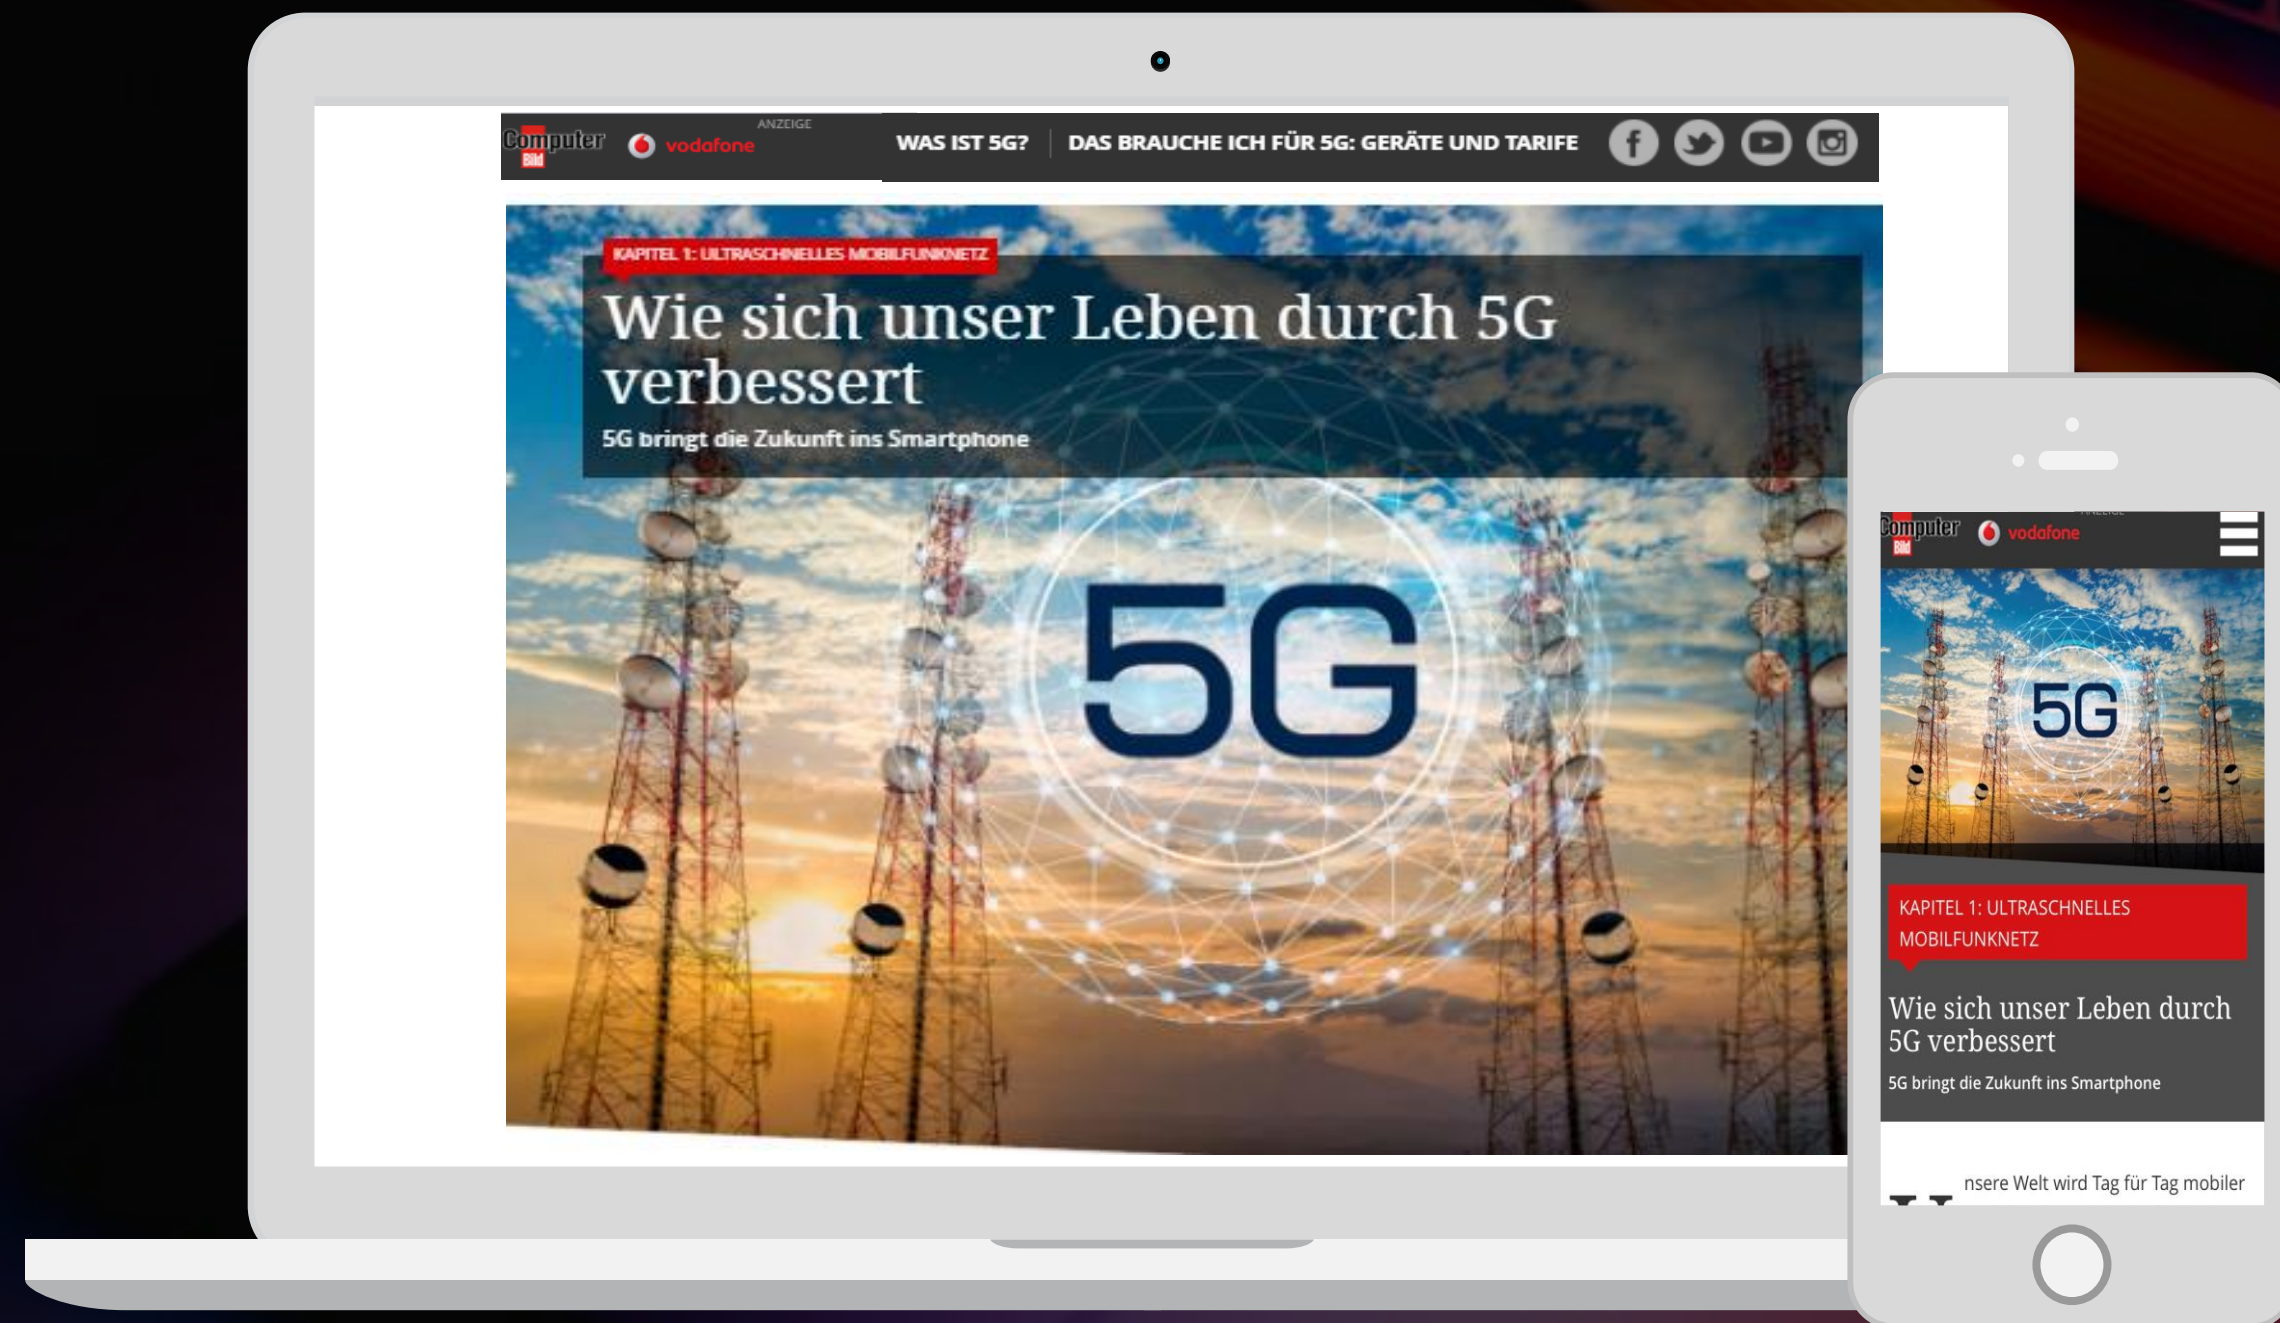 Computer
Bild
vodafone
ANZEIGE
WAS IST 5G?
DAS BRAUCHE ICH FÜR 5G: GERÄTE UND TARIFE
KAPITEL 1: ULTRASCHNELLES MOBILFUNKNETZ
Wie sich unser Leben durch 5G
verbessert
5G bringt die Zukunft ins Smartphone
5G
Computer
Bild
vodafone
ANZEIGE
5G
KAPITEL 1: ULTRASCHNELLES
MOBILFUNKNETZ
Wie sich unser Leben durch
5G verbessert
5G bringt die Zukunft ins Smartphone
nsere Welt wird Tag für Tag mobiler